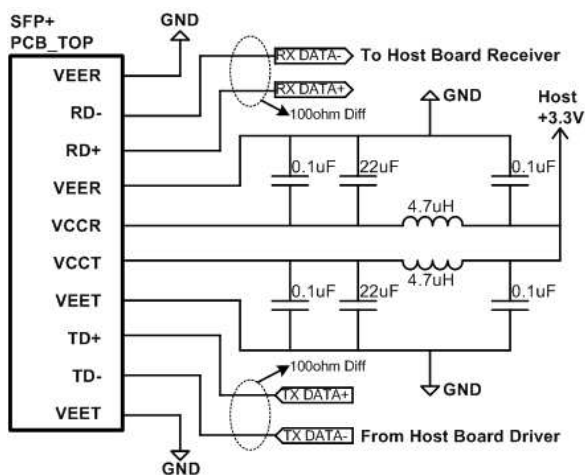 SFP+
PCB_TOP
GND
VEER
RD-
RD+
VEER
VCCR
VCCT
VEET
TD+
TD-
VEET
RX DATA-
To Host Board Receiver
RX DATA+
100ohm Diff
GND
Host
+3.3V
0.1uF
22uF
0.1uF
4.7uH
4.7uH
0.1uF
22uF
0.1uF
100ohm Diff
GND
TX DATA+
TX DATA-
From Host Board Driver
GND